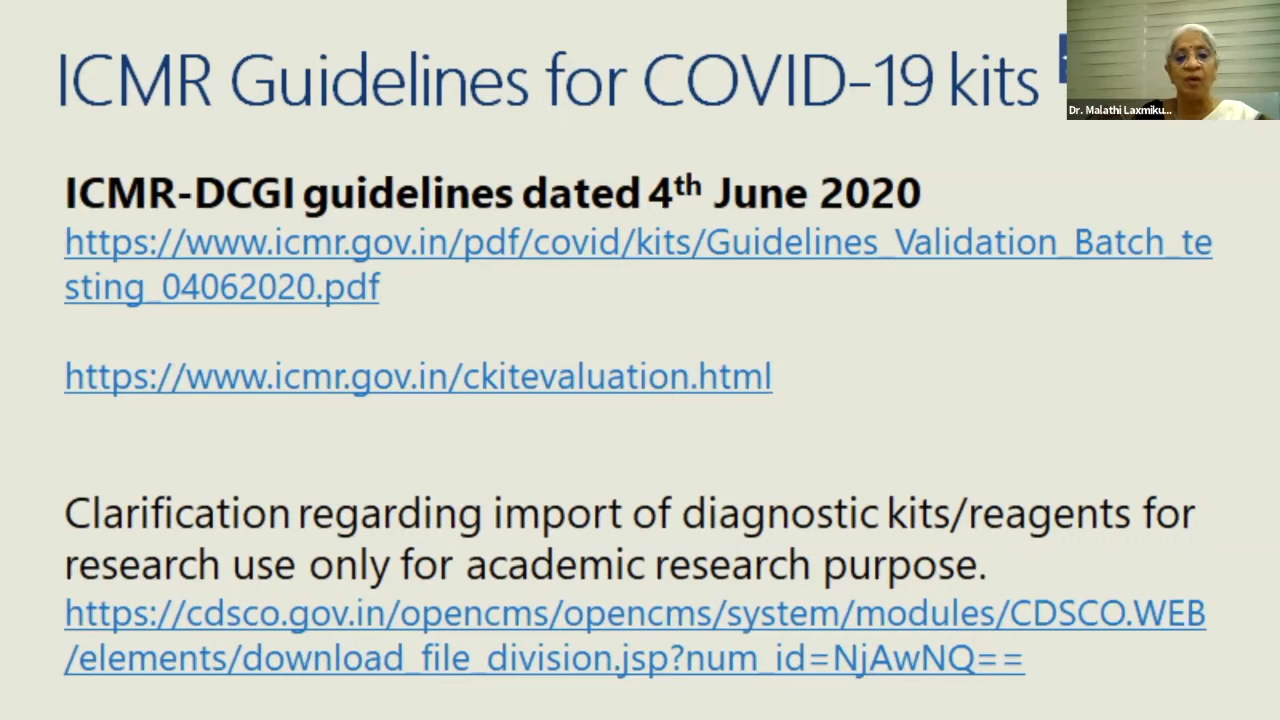 ICMR Guidelines for COVID-19 kits
Dr. Malathi Laxmiku...
ICMR-DCGI guidelines dated 4th June 2020
https://www.icmr.gov.in/pdf/covid/kits/Guidelines_Validation_Batch_te
sting_04062020.pdf
https://www.icmr.gov.in/ckitevaluation.html
Clarification regarding import of diagnostic kits/reagents for
research use only for academic research purpose.
https://cdsco.gov.in/opencms/opencms/system/modules/CDSCO.WEB
/elements/download_file_division.jsp?num_id=NjAwNQ==